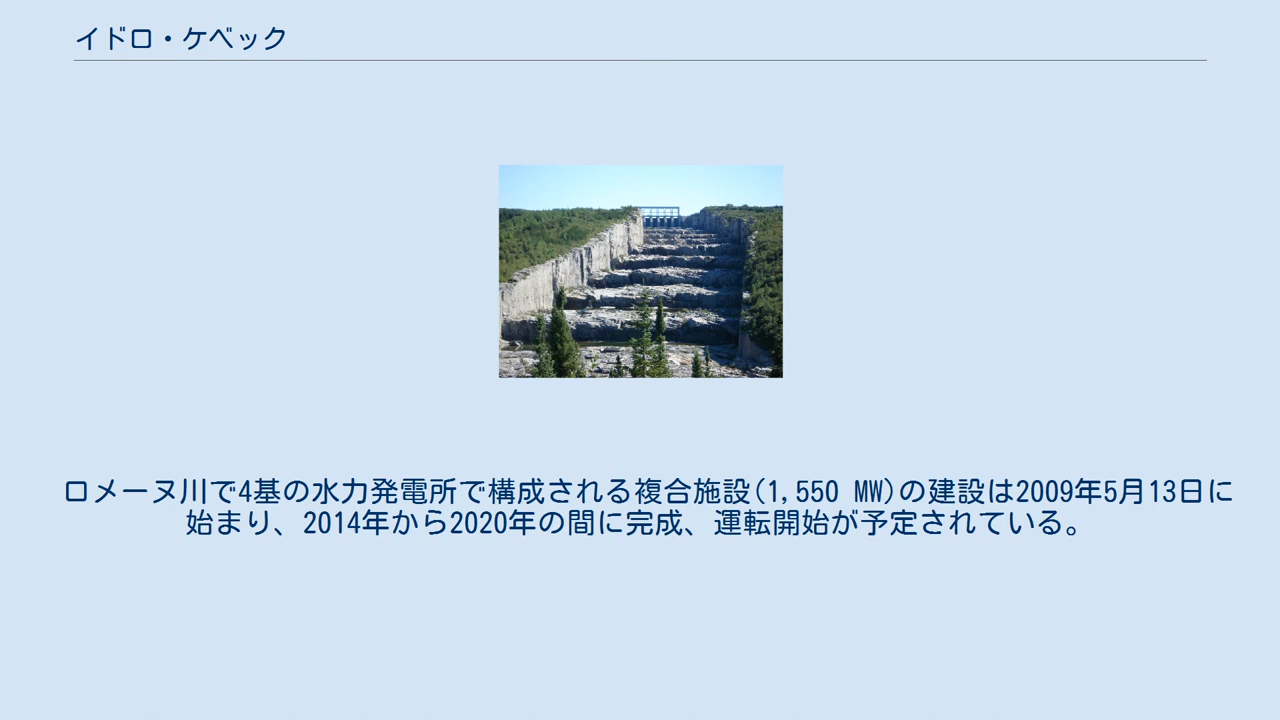 イドロ・ケベック
ロメーヌ川で4基の水力発電所で構成される複合施設(1,550 MW)の建設は2009年5月13日に
始まり、2014年から2020年の間に完成、運転開始が予定されている。